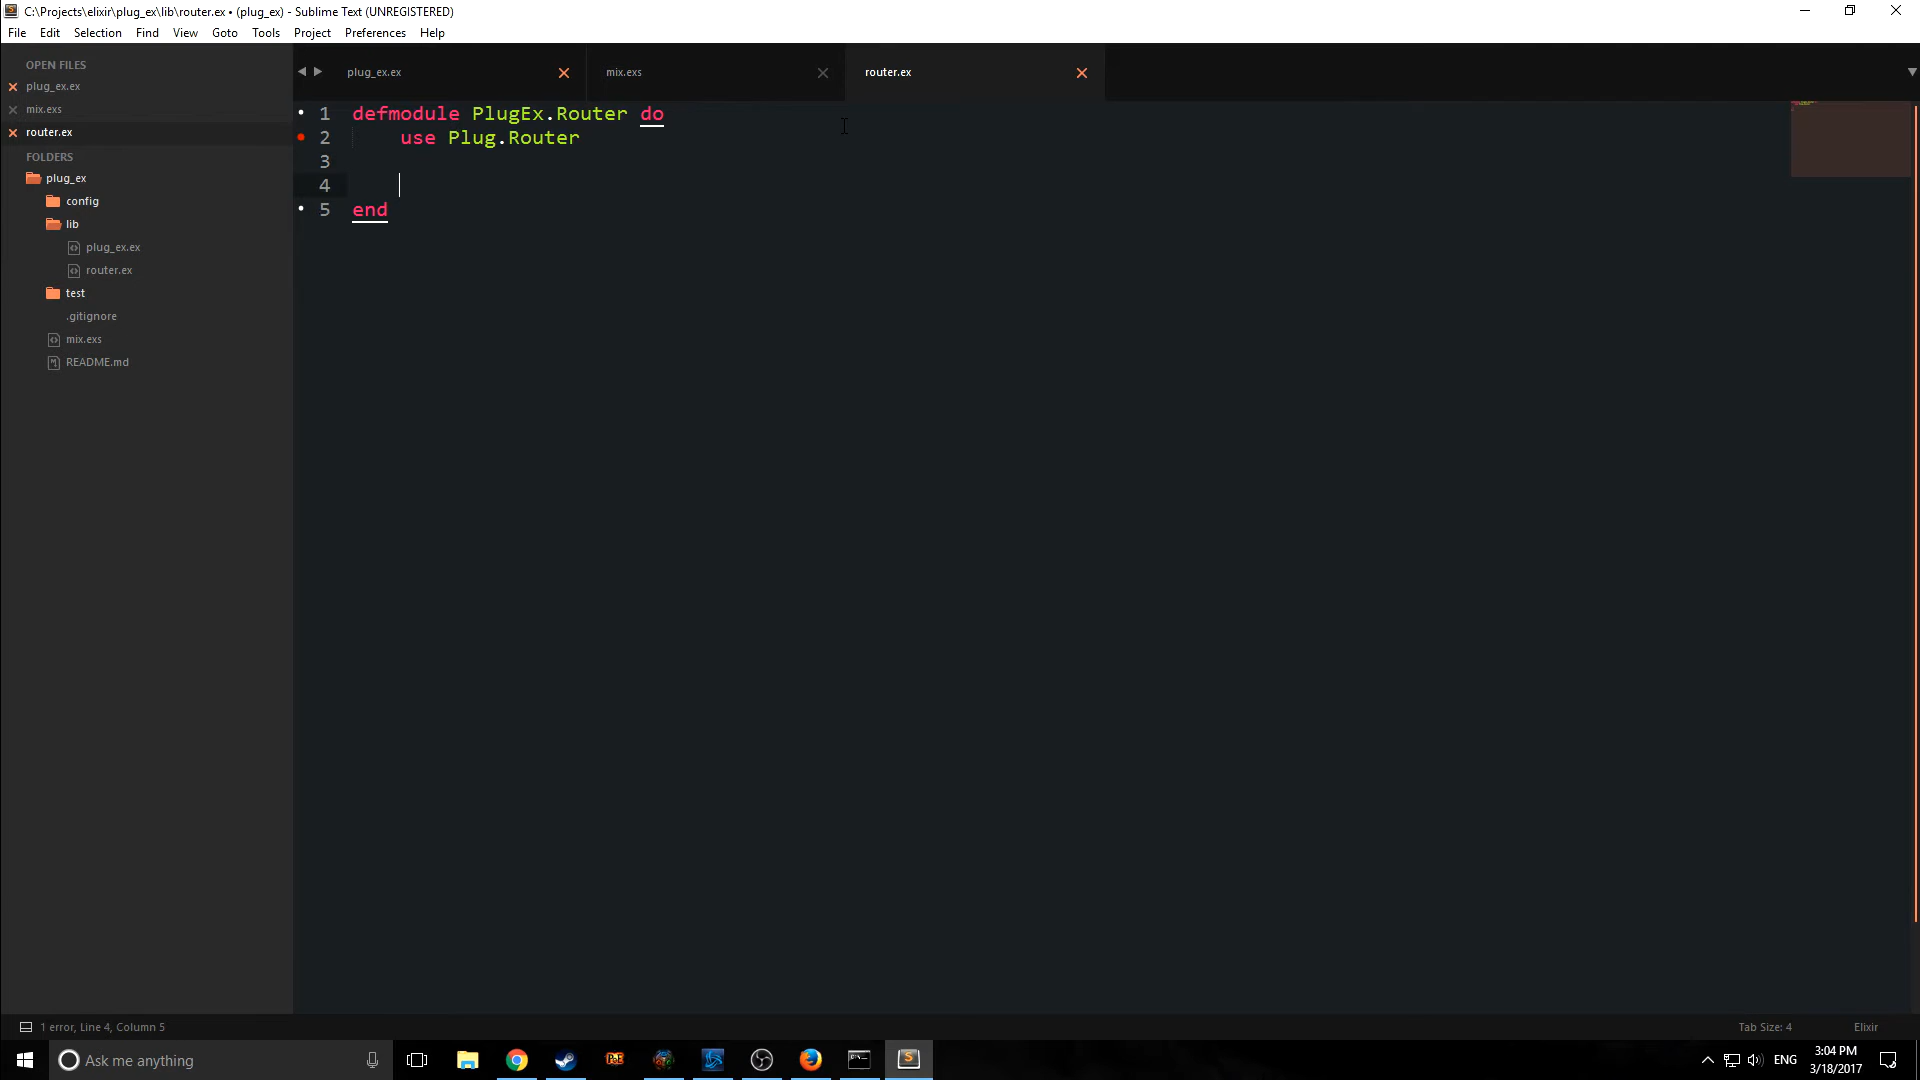 C:\Projects\elixir\plug_ex\lib\router.ex • (plug_ex) - Sublime Text (UNREGISTERED)
File Edit Selection Find View Goto Tools Project Preferences Help
OPEN FILES
plug_ex.ex
mix.exs
router.ex
FOLDERS
plug_ex
config
lib
plug_ex.ex
router.ex
test
.gitignore
mix.exs
README.md
plug_ex.ex mix.exs router.ex
1 defmodule PlugEx.Router do
2 use Plug.Router
3
4
5 end
1 error, Line 4, Column 5 Tab Size: 4 Elixir
Ask me anything
ENG
3:04 PM
3/18/2017